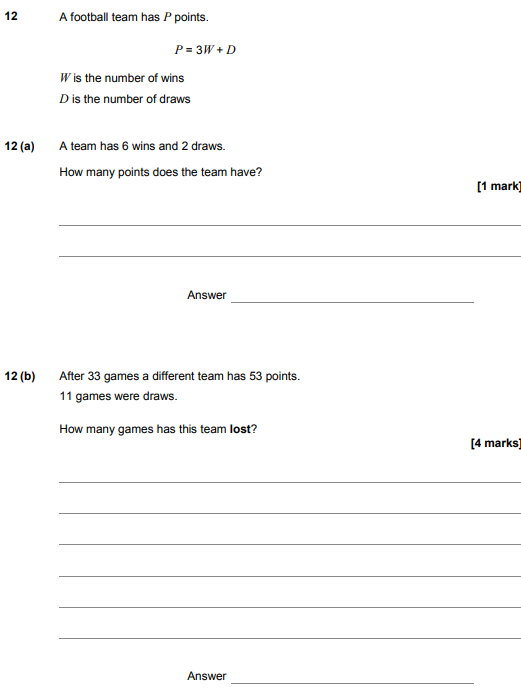 12 A football team has P points.
P = 3W + D
W is the number of wins
D is the number of draws
12 (a) A team has 6 wins and 2 draws.
How many points does the team have?
[1 mark]
Answer
12 (b) After 33 games a different team has 53 points.
11 games were draws.
How many games has this team lost?
[4 marks]
Answer